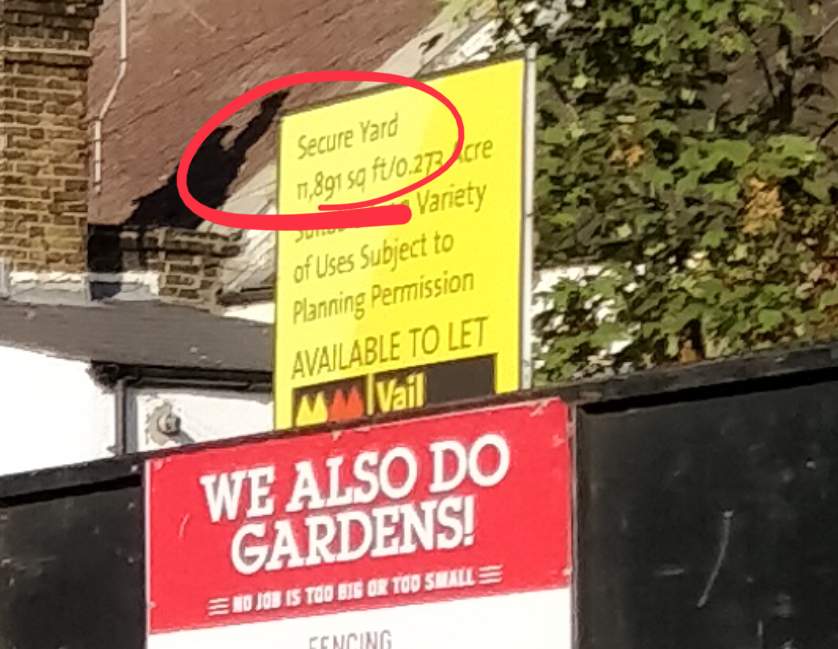 Secure Yard
11,891 sq ft/0.273 Acre
Variety
of Uses Subject to
Planning Permission
AVAILABLE TO LET
Vail
WE ALSO DO
GARDENS!
NO JOB IS TOO BIG OR TOO SMALL
FENCING